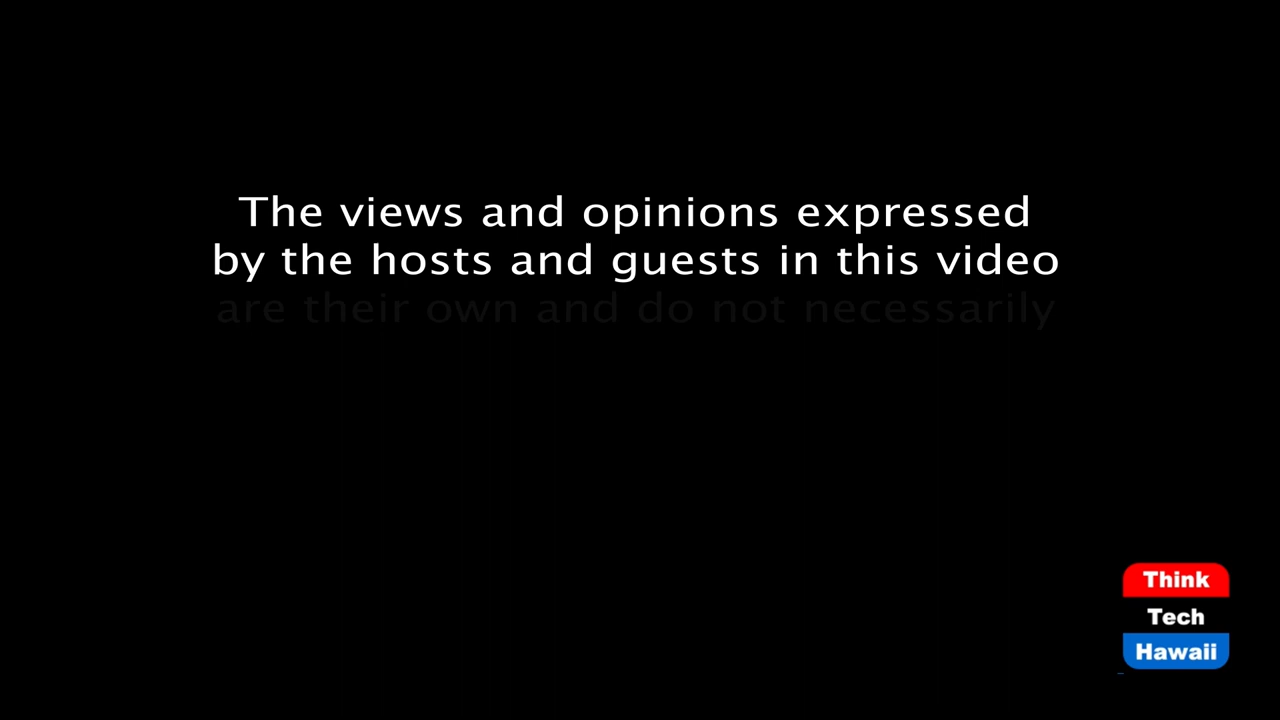 The views and opinions expressed
by the hosts and guests in this video
are their own and do not necessarily
Think
Tech
Hawaii